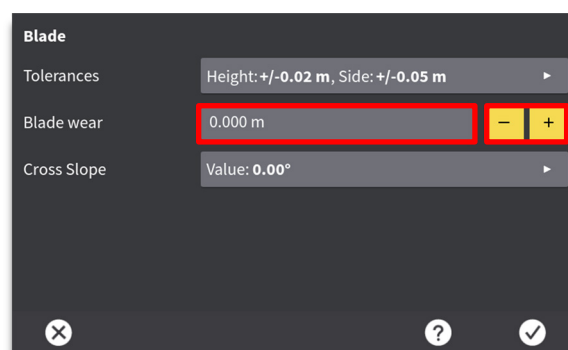 Blade
Tolerances Height: +/-0.02 m, Side: +/-0.05 m
Blade wear 0.000 m − +
Cross Slope Value: 0.00°
?